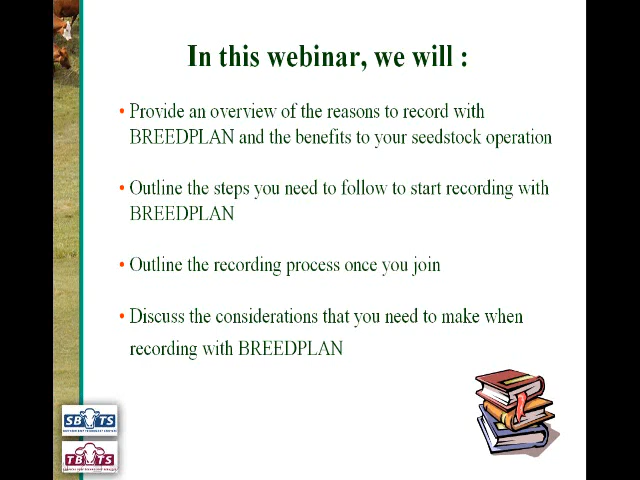 In this webinar, we will :
• Provide an overview of the reasons to record with
BREEDPLAN and the benefits to your seedstock operation
• Outline the steps you need to follow to start recording with
BREEDPLAN
• Outline the recording process once you join
• Discuss the considerations that you need to make when
recording with BREEDPLAN
SBTS
TBTS